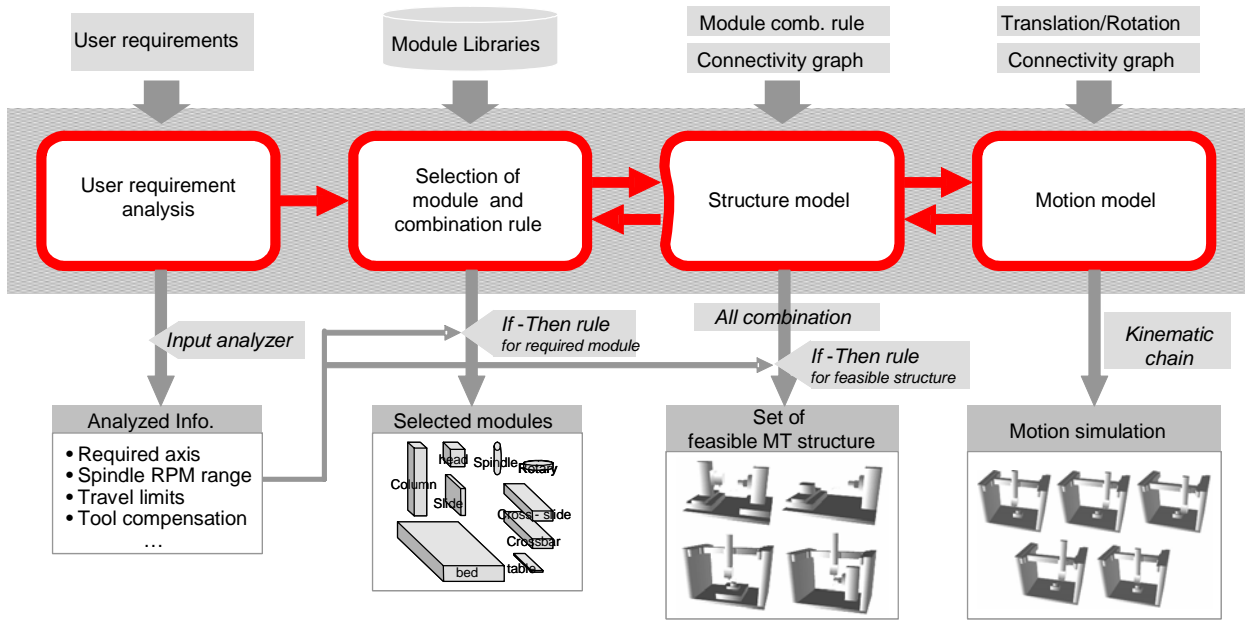 User requirements
Module Libraries
Module comb. rule
Connectivity graph
Translation/Rotation
Connectivity graph
User requirement
analysis
Selection of
module and
combination rule
Structure model
Motion model
Input analyzer
If -Then rule
for required module
All combination
If -Then rule
for feasible structure
Kinematic
chain
Analyzed Info.
• Required axis
• Spindle RPM range
• Travel limits
• Tool compensation
…
Selected modules
head
Spindle
Rotary
Column
Slide
Cross - slide
Crossbar
table
bed
Set of
feasible MT structure
Motion simulation